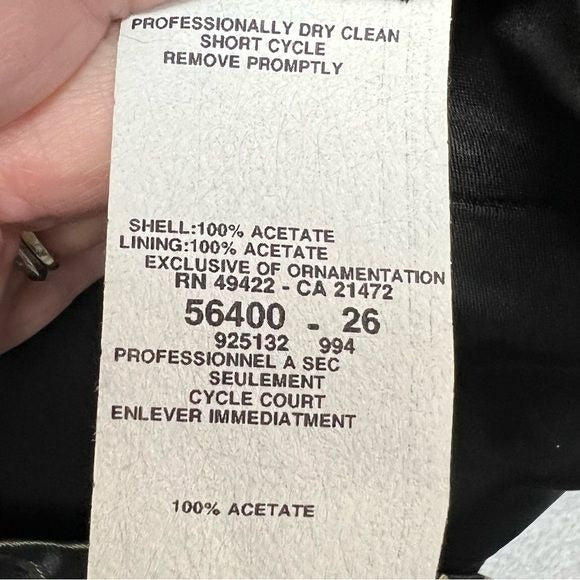 PROFESSIONALLY DRY CLEAN
SHORT CYCLE
REMOVE PROMPTLY
SHELL:100% ACETATE
LINING:100% ACETATE
EXCLUSIVE OF ORNAMENTATION
RN 49422 - CA 21472
56400 - 26
925132 994
PROFESSIONNEL A SEC
SEULEMENT
CYCLE COURT
ENLEVER IMMEDIATMENT
100% ACETATE